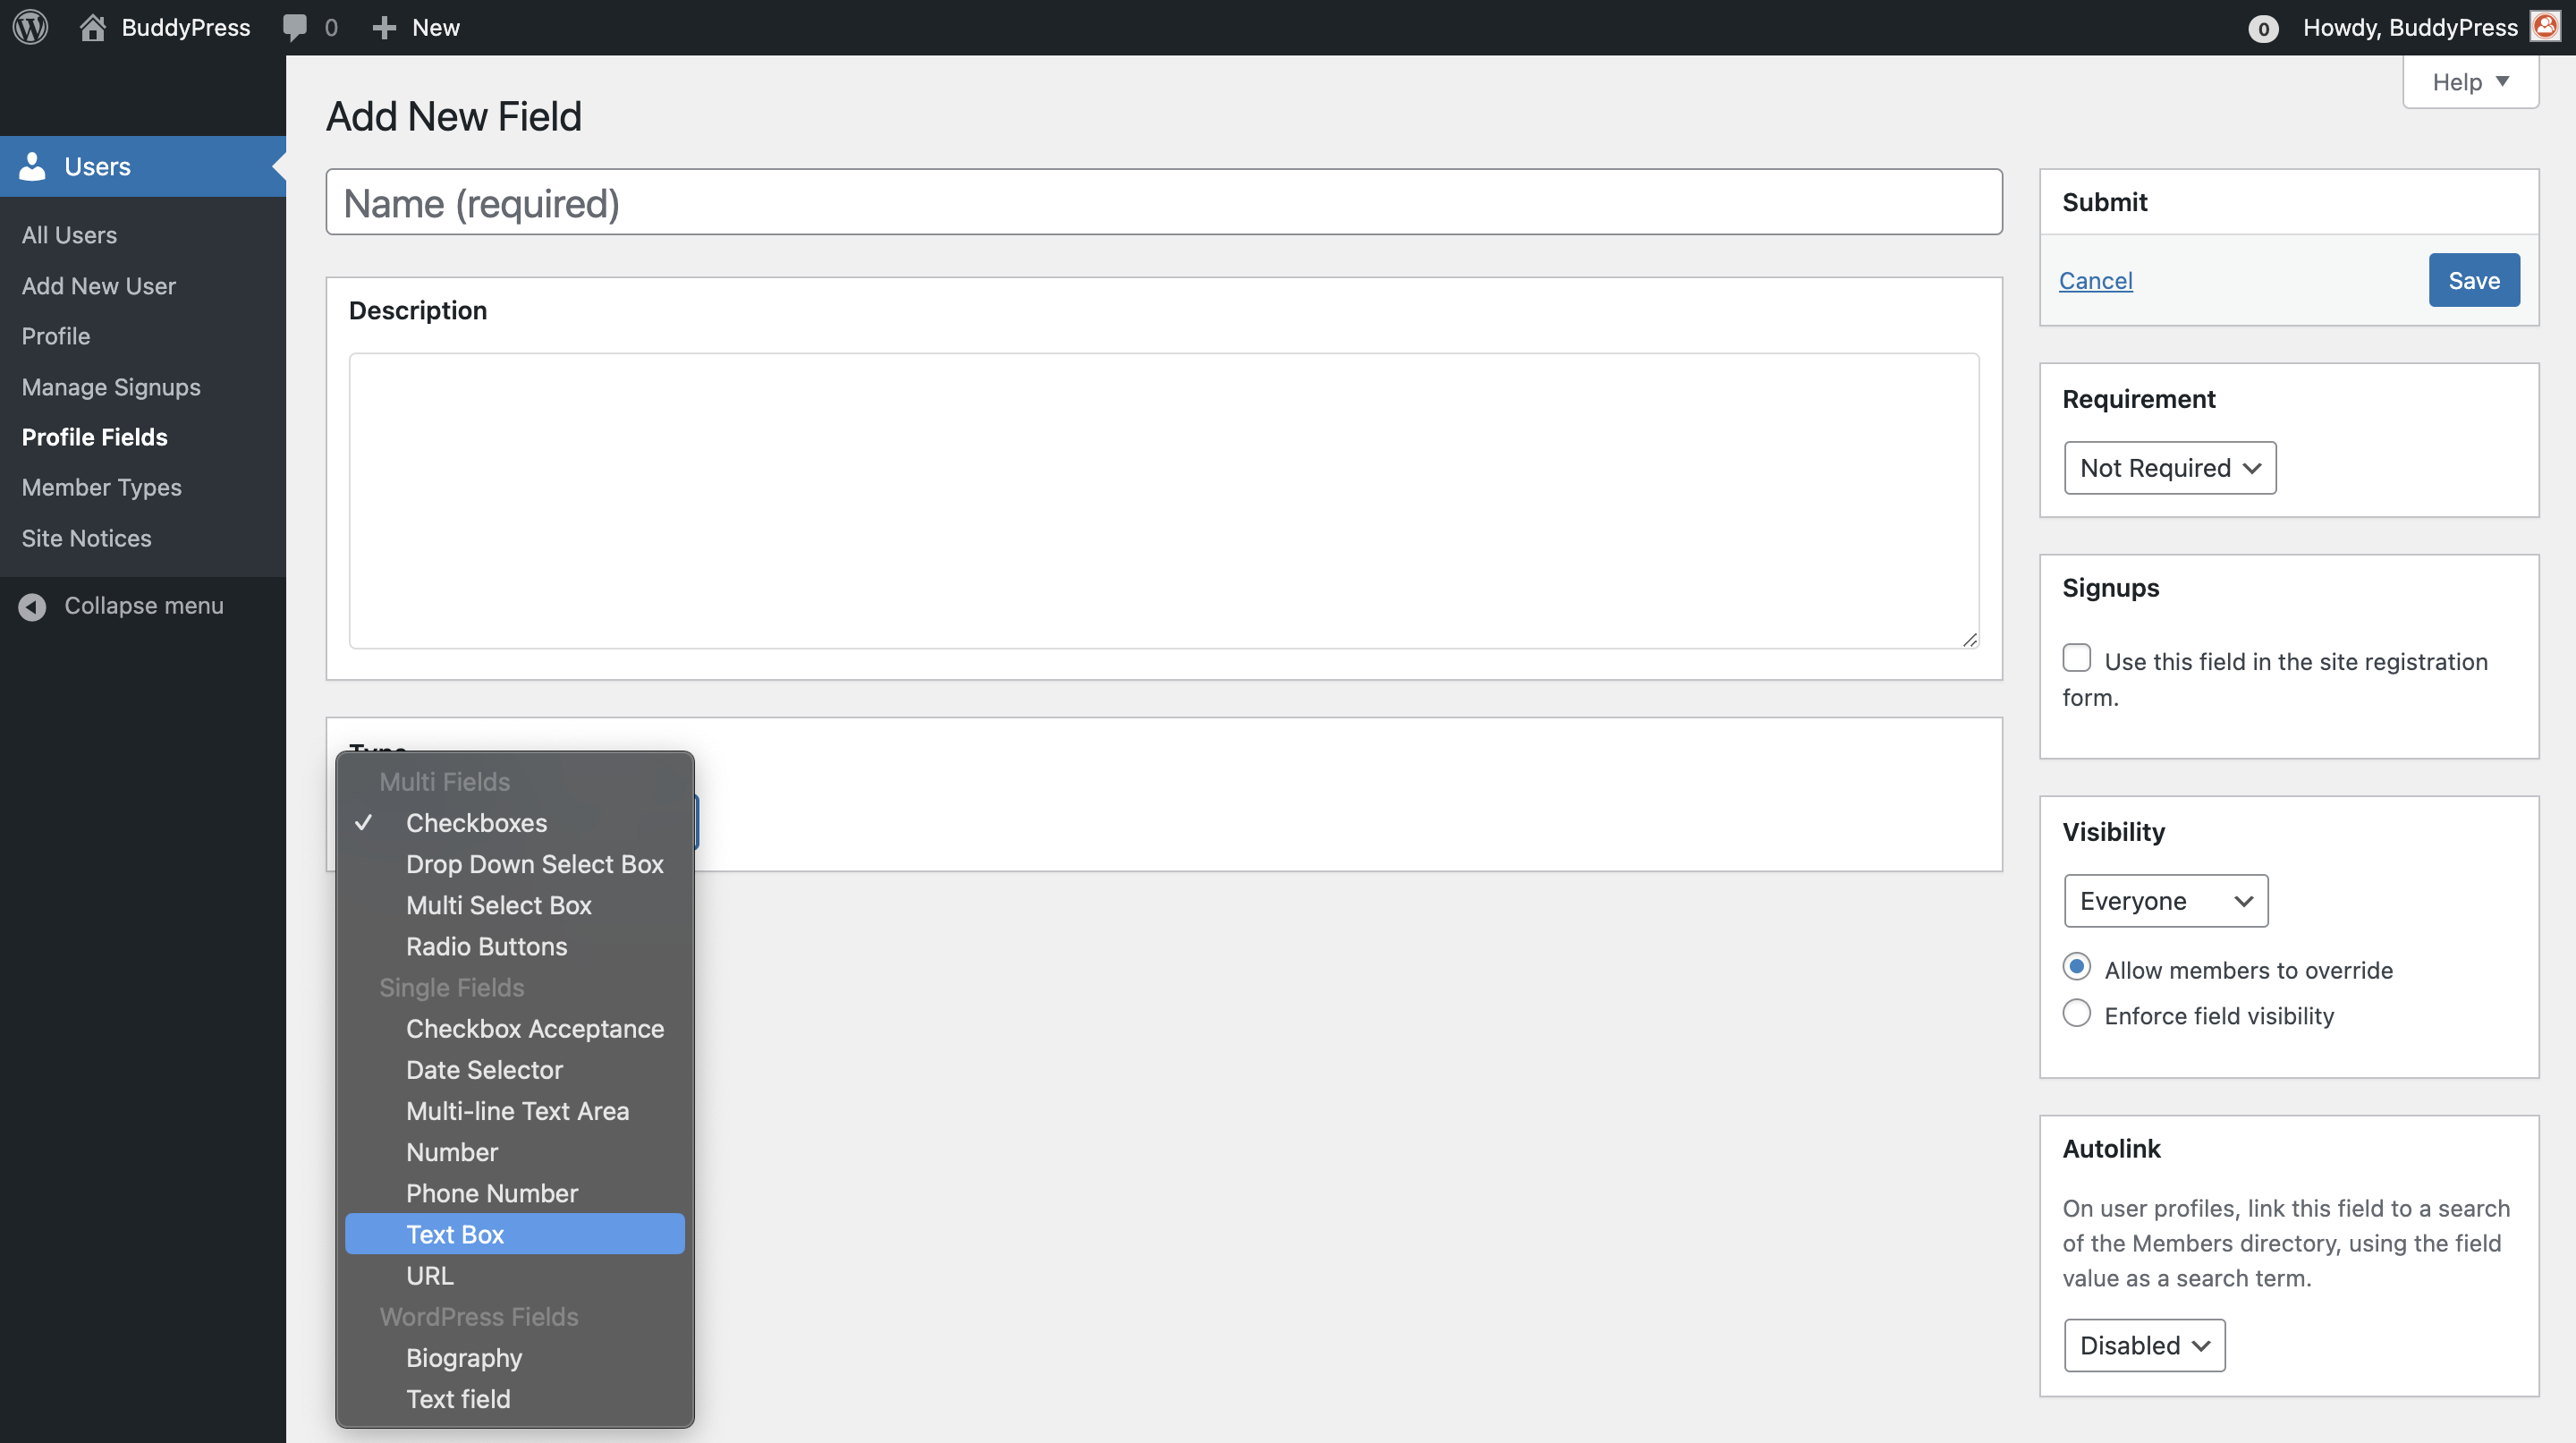 BuddyPress 0 New 0 Howdy, BuddyPress
Help
Users
All Users
Add New User
Profile
Manage Signups
Profile Fields
Member Types
Site Notices
Collapse menu
Add New Field
Name (required)
Description
Type
Multi Fields
Checkboxes
Drop Down Select Box
Multi Select Box
Radio Buttons
Single Fields
Checkbox Acceptance
Date Selector
Multi-line Text Area
Number
Phone Number
Text Box
URL
WordPress Fields
Biography
Text field
Submit
Cancel Save
Requirement
Not Required
Signups
Use this field in the site registration
form.
Visibility
Everyone
Allow members to override
Enforce field visibility
Autolink
On user profiles, link this field to a search
of the Members directory, using the field
value as a search term.
Disabled